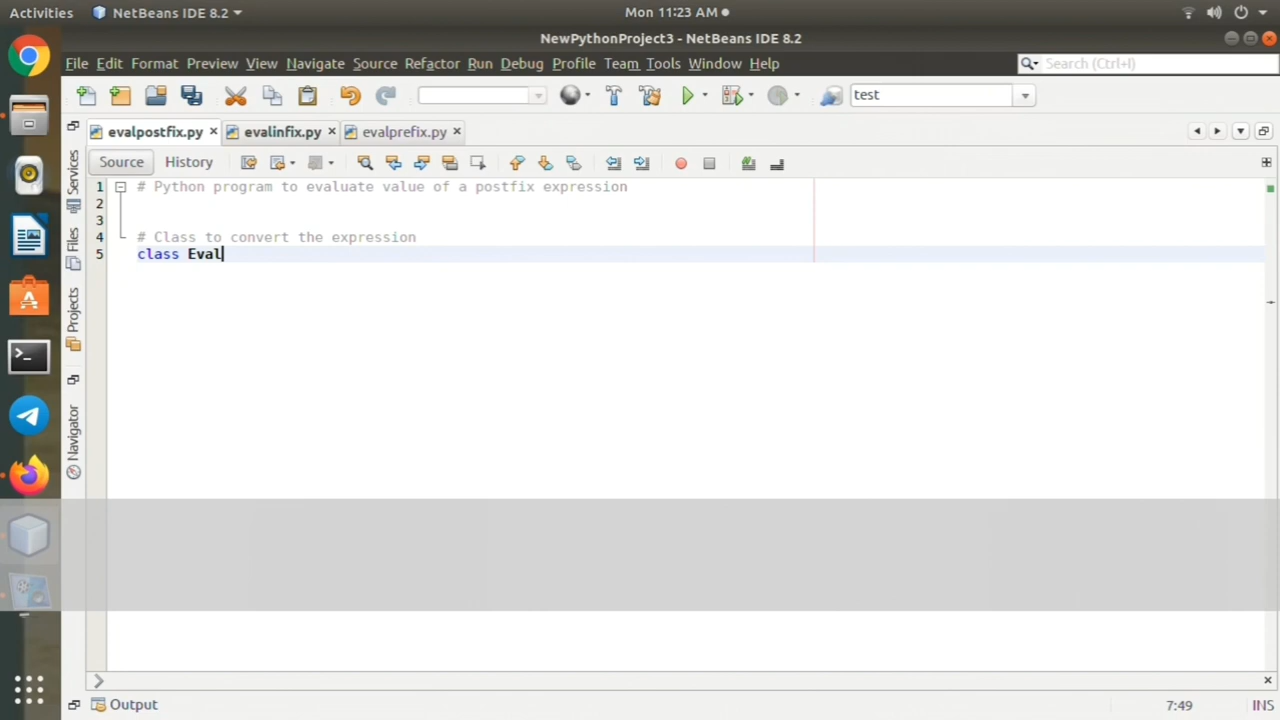 Activities NetBeans IDE 8.2 Mon 11:23 AM
NewPythonProject3 - NetBeans IDE 8.2
File Edit Format Preview View Navigate Source Refactor Run Debug Profile Team Tools Window Help Search (Ctrl+I)
test
evalpostfix.py evalinfix.py evalprefix.py
Source History
1 # Python program to evaluate value of a postfix expression
2
3
4 # Class to convert the expression
5 class Eval
Services
Files
Projects
Navigator
Output 7:49 INS